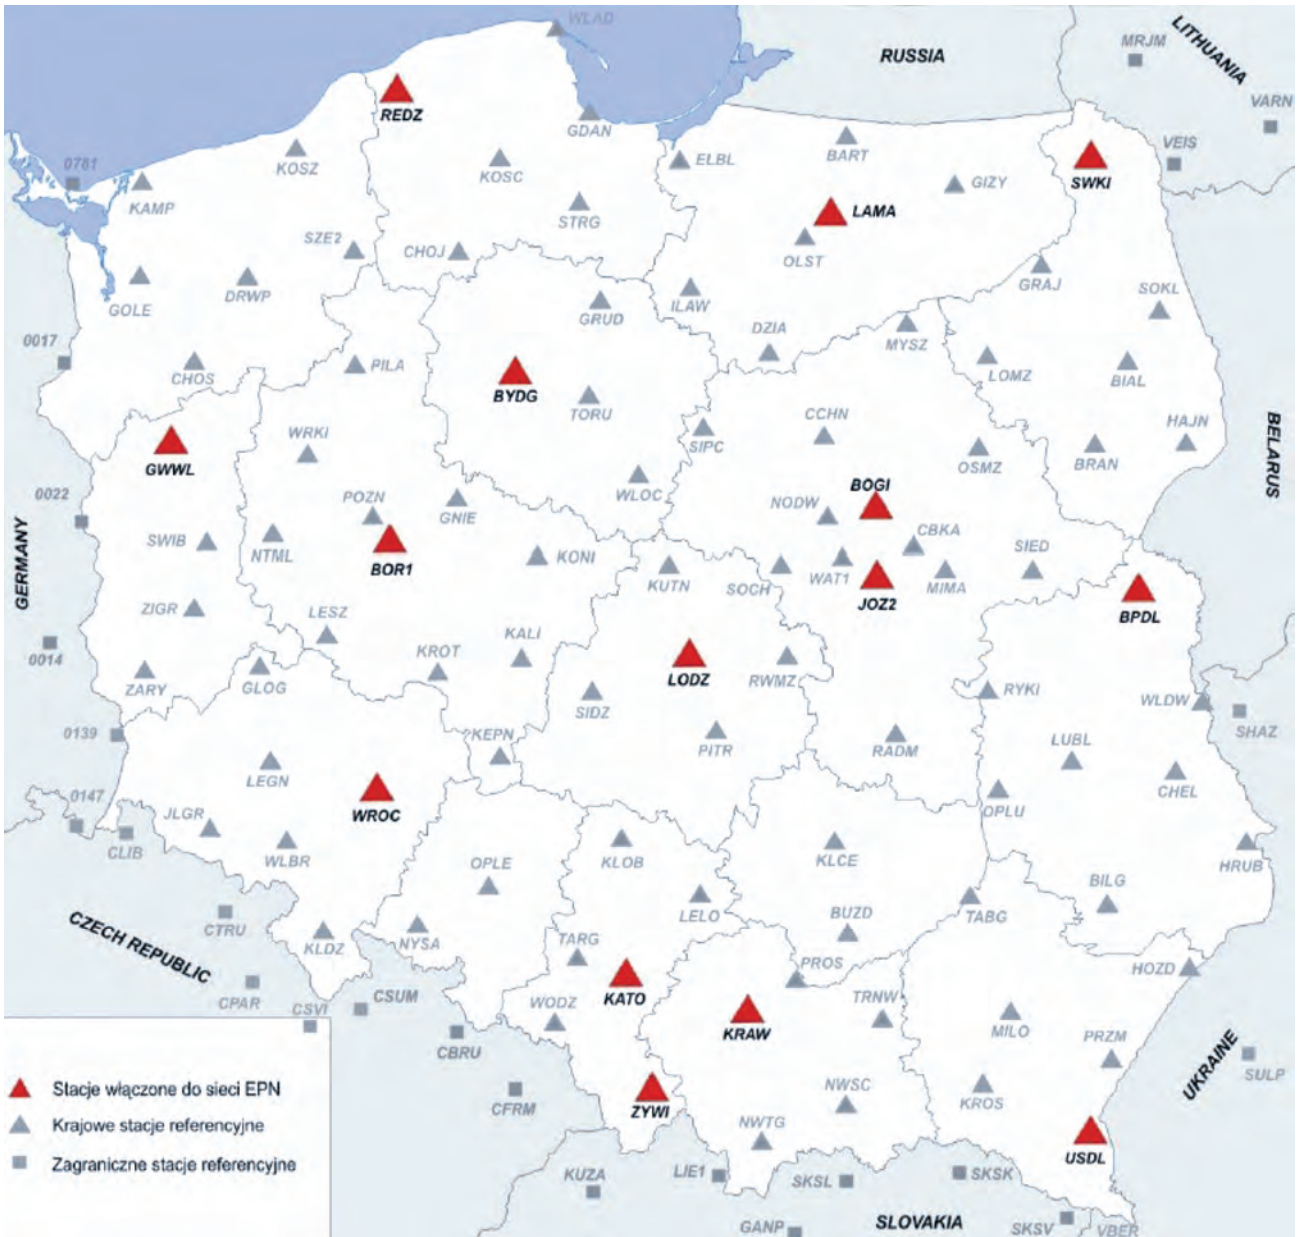 WLAD
RUSSIA
LITHUANIA
MRJM
VARN
REDZ
GDAN
KOSZ
KOSC
ELBL
BART
GIZY
SWKI
VEIS
0781
KAMP
STRG
LAMA
SZE2
CHOJ
OLST
GRAJ
SOKL
GOLE
DRWP
GRUD
ILAW
DZIA
MYSZ
0017
CHOS
PILA
BYDG
TORU
LOMZ
BIAL
WRKI
SIPC
CCHN
HAJN
BELARUS
GWWL
BRAN
OSMZ
0022
POZN
GNIE
WLOC
BOGI
NODW
CBKA
SIED
GERMANY
SWIB
NTML
BOR1
KONI
KUTN
SOCH
WAT1
JOZ2
MIMA
BPDL
ZIGR
LESZ
KALI
0014
ZARY
GLOG
KROT
LODZ
RWMZ
RYKI
WLDW
SIDZ
SHAZ
0139
KEPN
PITR
RADM
LUBL
LEGN
OPLU
CHEL
0147
JLGR
WROC
CLIB
WLBR
OPLE
KLOB
KLCE
HRUB
BILG
CZECH REPUBLIC
CTRU
KLDZ
NYSA
TARG
LELO
BUZD
TABG
PROS
HOZD
CPAR
CSVI
CSUM
WODZ
KATO
KRAW
TRNW
MILO
PRZM
UKRAINE
SULP
CBRU
Stacje włączone do sieci EPN
CFRM
ZYWI
NWSC
KROS
Krajowe stacje referencyjne
NWTG
USDL
Zagraniczne stacje referencyjne
KUZA
LIE1
SKSL
SKSK
GANP
SLOVAKIA
SKSV
VBER